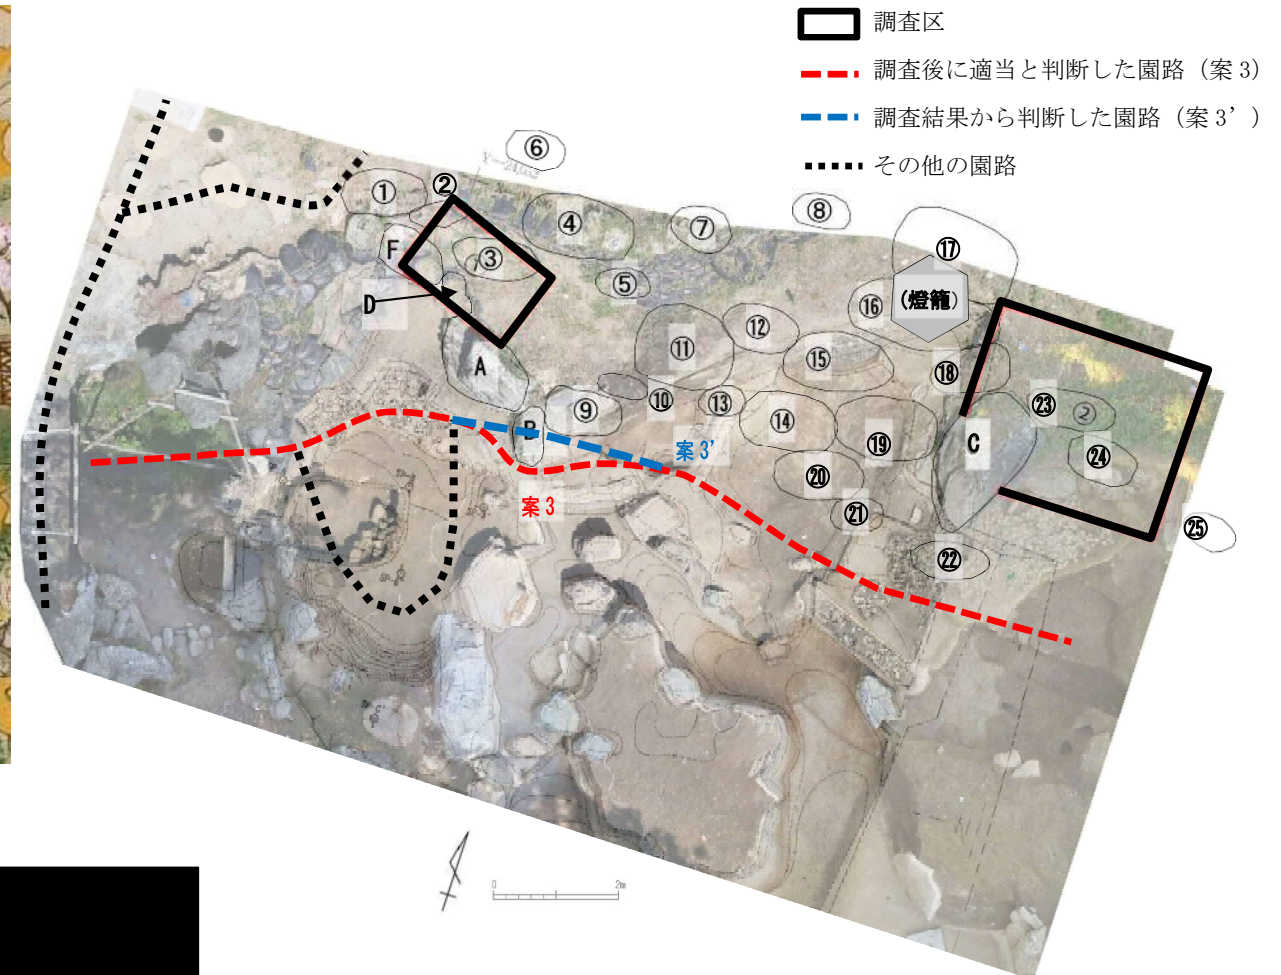 調査区
調査後に適当と判断した園路（案3）
調査結果から判断した園路（案3’）
その他の園路
⑥
Y=-24,052
①
②
④
⑦
⑧
⑰
F
③
⑤
(燈籠)
⑯
D
⑫
⑪
⑮
⑱
A
⑩
⑬
㉓
②
⑨
B
⑭
⑲
C
案3’
㉔
⑳
案3
㉑
㉕
㉒
0
2m